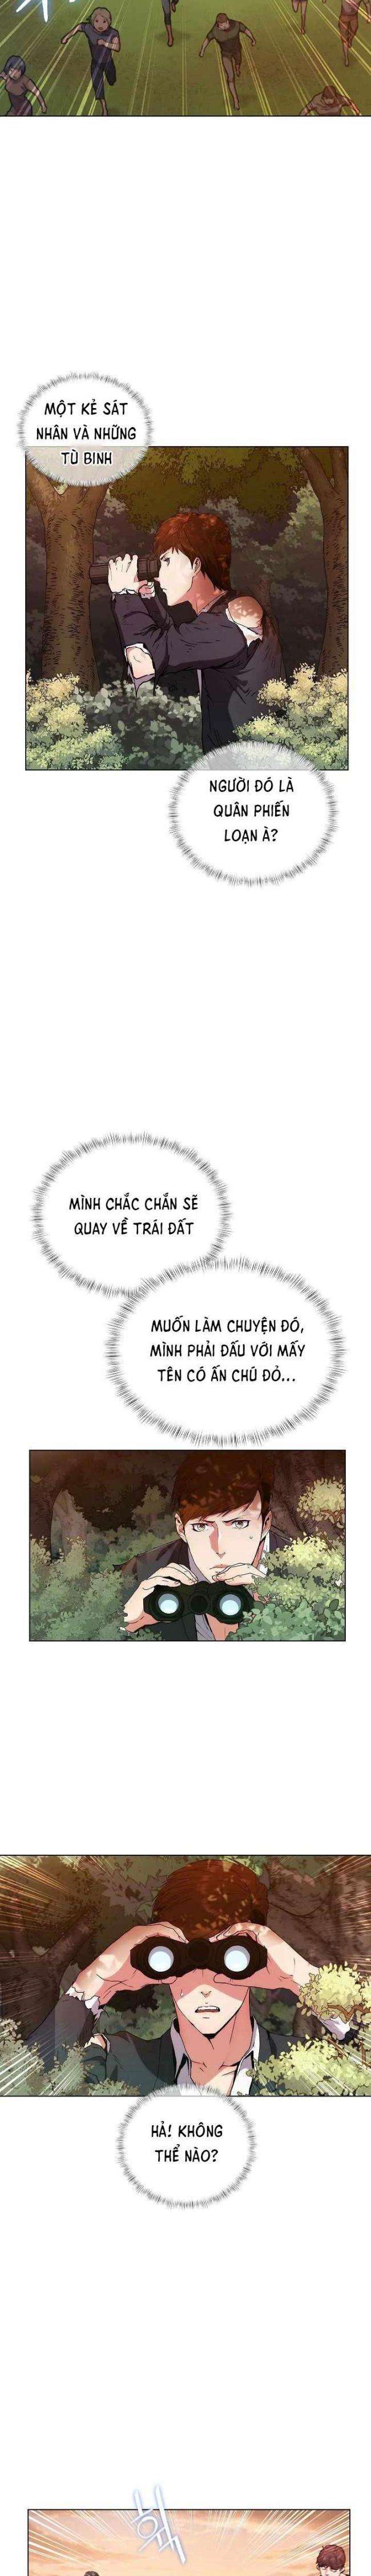 MỘT KẺ SÁT
NHÂN VÀ NHỮNG
TÙ BINH
NGƯỜI ĐÓ LÀ
QUÂN PHIẾN
LOẠN À?
MÌNH CHẮC CHẮN SẼ
QUAY VỀ TRÁI ĐẤT
MUỐN LÀM CHUYỆN ĐÓ,
MÌNH PHẢI ĐẤU VỚI MẤY
TÊN CÓ ẤN CHÚ ĐỎ...
HẢ! KHÔNG
THỂ NÀO?